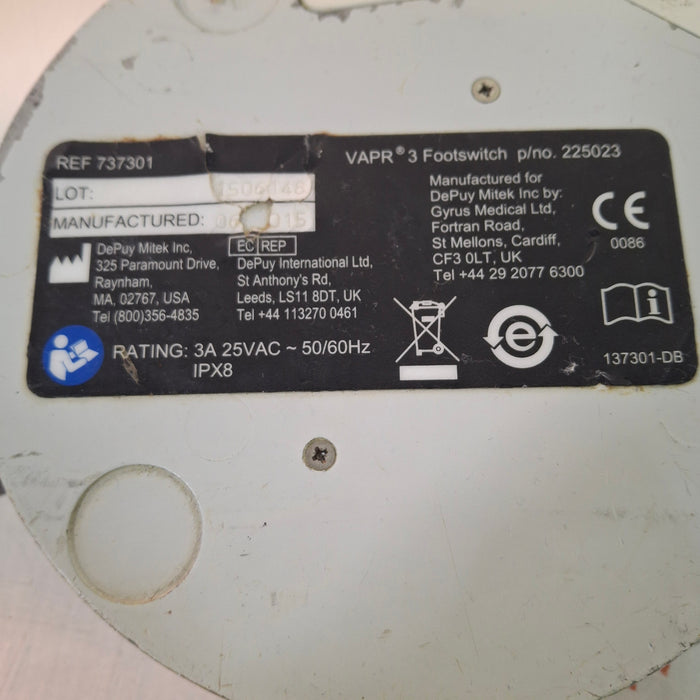 REF 737301
VAPR® 3 Footswitch p/no. 225023
LOT: 1506146
MANUFACTURED:
DePuy Mitek Inc,
325 Paramount Drive,
Raynham,
MA, 02767, USA
Tel (800)356-4835
EC REP
DePuy International Ltd,
St Anthony's Rd,
Leeds, LS11 8DT, UK
Tel +44 113270 0461
Manufactured for
DePuy Mitek Inc by:
Gyrus Medical Ltd,
Fortran Road,
St Mellons, Cardiff,
CF3 0LT, UK
Tel +44 29 2077 6300
CE
0086
RATING: 3A 25VAC ~ 50/60Hz
IPX8
137301-DB